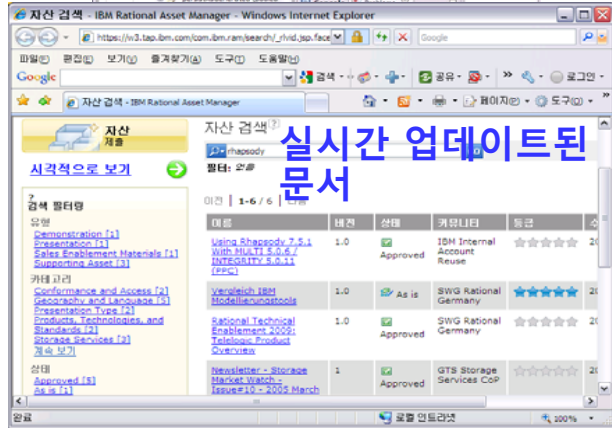 자산 검색 - IBM Rational Asset Manager - Windows Internet Explorer
https://w3.tap.ibm.com/com.ibm.ram/search/_rlvid.jsp.face
Google
파일(F) 편집(E) 보기(V) 즐겨찾기(A) 도구(T) 도움말(H)
Google 검색 공유 로그인
자산 검색 - IBM Rational Asset Manager
페이지(P) 도구(O)
자산
제출
시각적으로 보기
자산 검색
실시간 업데이트된
문서
rhapsody
필터: 없음
이전 | 1-6 / 6 |
검색 필터링
유형
Demonstration [1]
Presentation [1]
Sales Enablement Materials [1]
Supporting Asset [3]
카테고리
Conformance and Access [2]
Geography and Language [5]
Presentation Type [2]
Products, Technologies, and
Standards [2]
Storage Services [2]
계속 보기
상태
Approved [5]
As is [1]
이름 버전 상태 커뮤니티 등급
Using Rhapsody 7.5.1
With MULTI 5.0.6 /
INTEGRITY 5.0.11
(PPC)
1.0
Approved
IBM Internal
Account
Reuse
Vergleich IBM
Modellierungstools
1.0
As is
SWG Rational
Germany
Rational Technical
Enablement 2009:
Telelogic Product
Overview
1.0
Approved
SWG Rational
Germany
Newsletter - Storage
Market Watch -
Issue#10 - 2005 March
1
Approved
GTS Storage
Services CoP
완료
로컬 인트라넷
100%